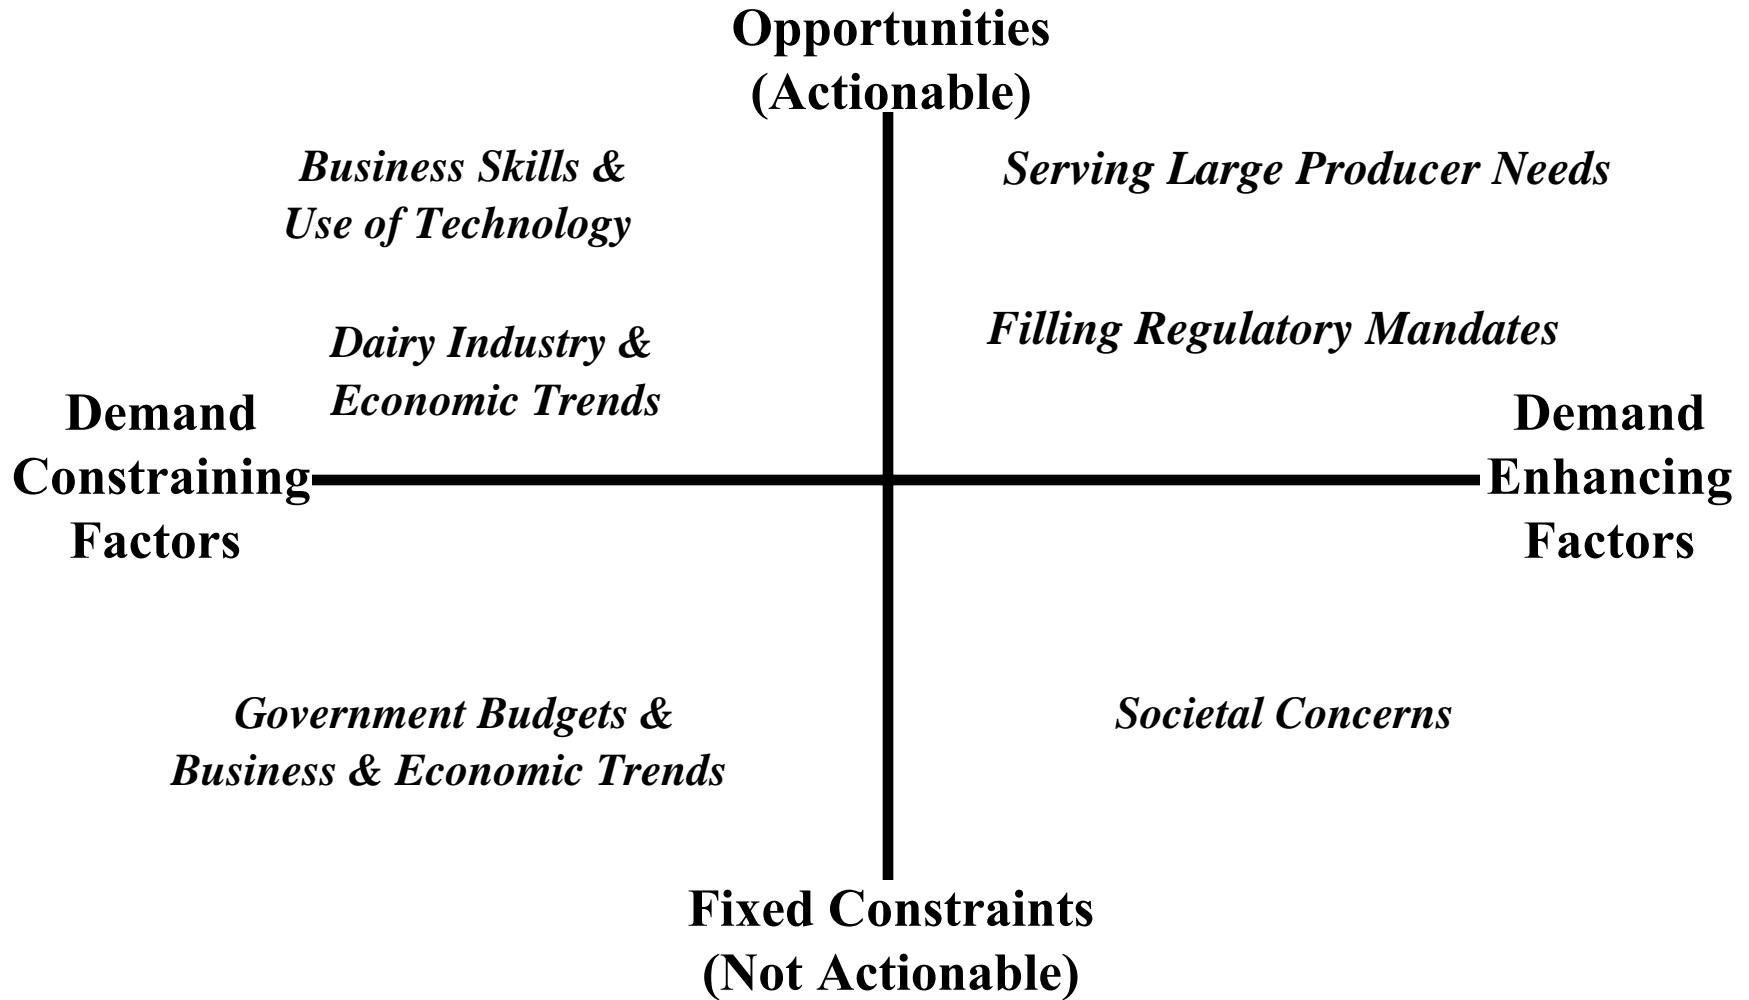 Opportunities
(Actionable)
Business Skills &
Use of Technology
Serving Large Producer Needs
Dairy Industry &
Economic Trends
Filling Regulatory Mandates
Demand
Constraining
Factors
Demand
Enhancing
Factors
Government Budgets &
Business & Economic Trends
Societal Concerns
Fixed Constraints
(Not Actionable)